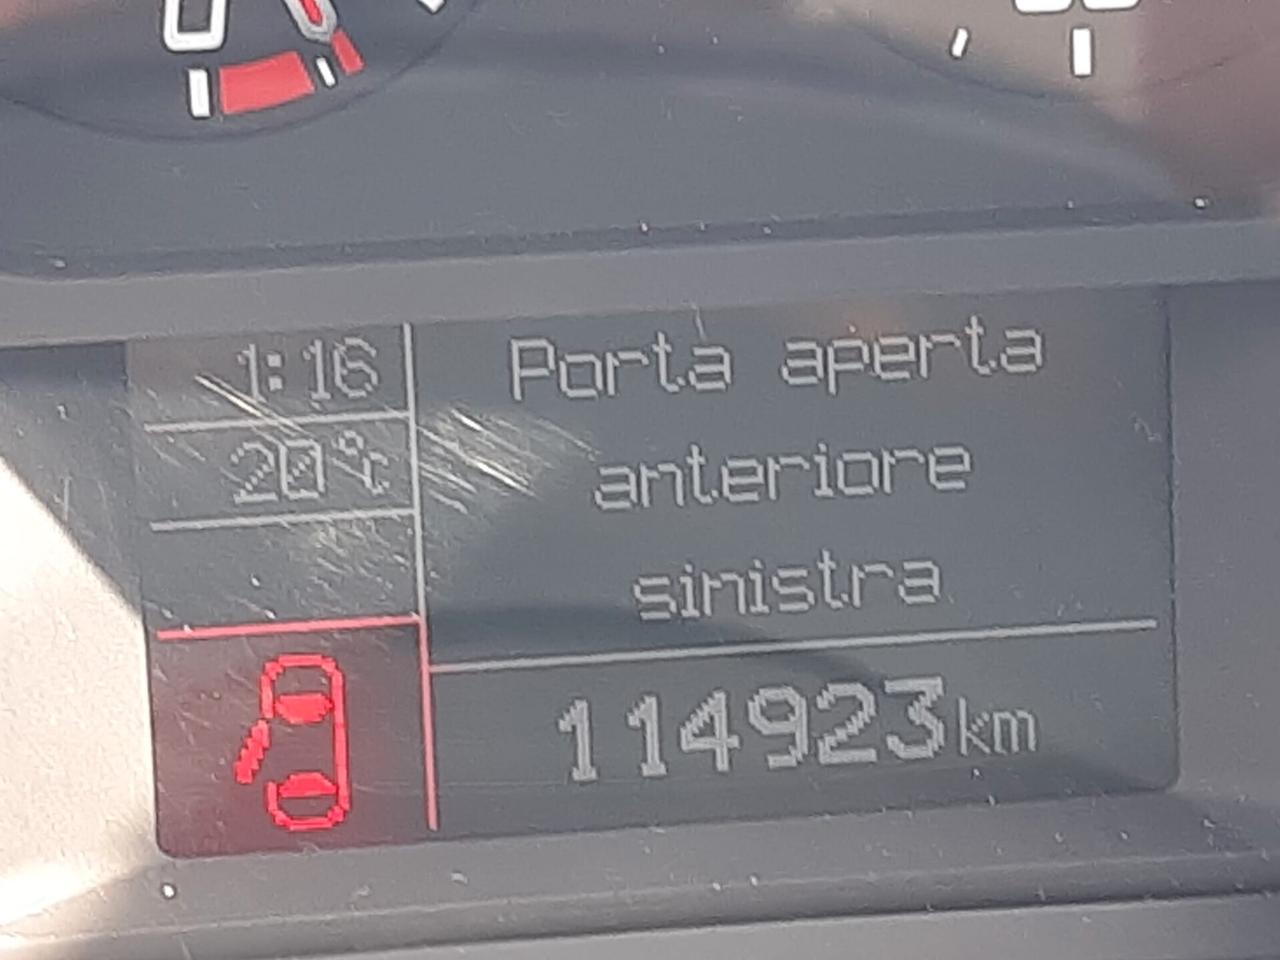 1:16
20°c
Porta aperta
anteriore
sinistra
114923km